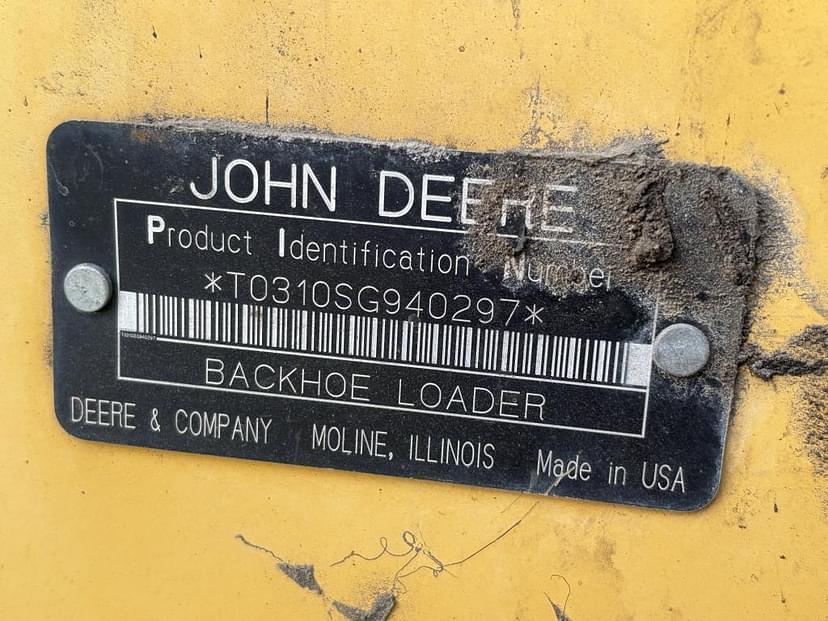 JOHN DEERE
Product Identification Number
*T0310SG940297*
BACKHOE LOADER
DEERE & COMPANY MOLINE, ILLINOIS Made in USA